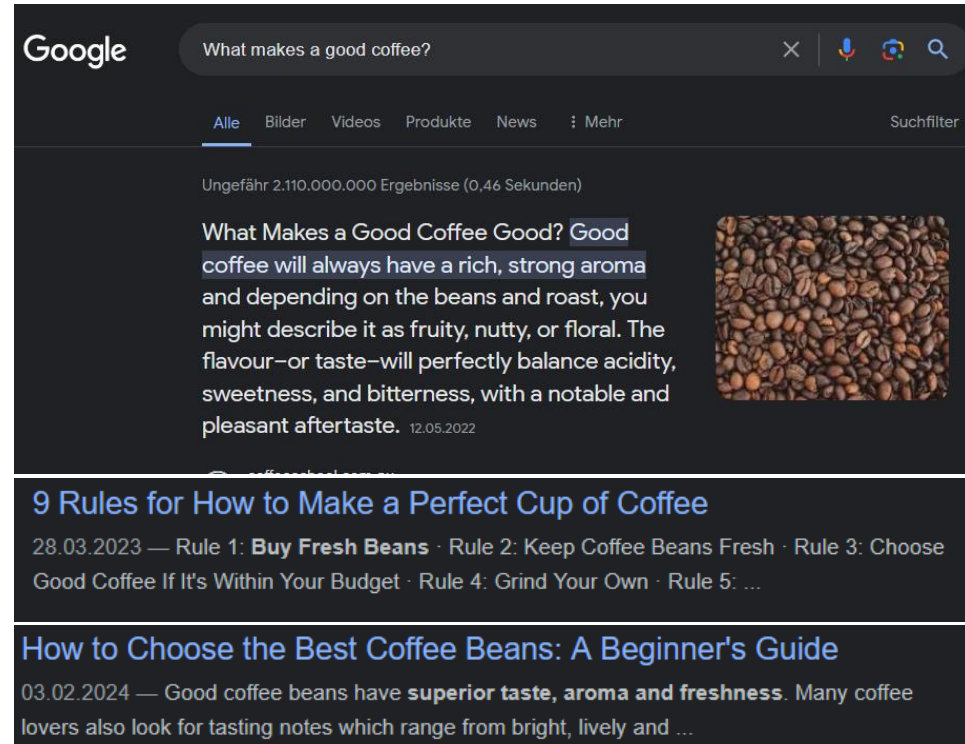 Google
What makes a good coffee?
Alle Bilder Videos Produkte News Mehr Suchfilter
Ungefähr 2.110.000.000 Ergebnisse (0,46 Sekunden)
What Makes a Good Coffee Good? Good
coffee will always have a rich, strong aroma
and depending on the beans and roast, you
might describe it as fruity, nutty, or floral. The
flavour–or taste–will perfectly balance acidity,
sweetness, and bitterness, with a notable and
pleasant aftertaste. 12.05.2022
9 Rules for How to Make a Perfect Cup of Coffee
28.03.2023 — Rule 1: Buy Fresh Beans · Rule 2: Keep Coffee Beans Fresh · Rule 3: Choose
Good Coffee If It's Within Your Budget · Rule 4: Grind Your Own · Rule 5: ...
How to Choose the Best Coffee Beans: A Beginner's Guide
03.02.2024 — Good coffee beans have superior taste, aroma and freshness. Many coffee
lovers also look for tasting notes which range from bright, lively and ...